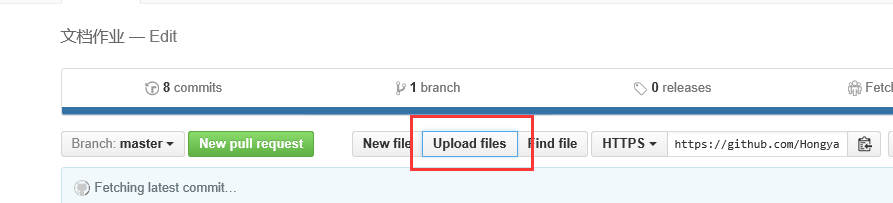 文档作业 — Edit
8 commits 1 branch 0 releases
Branch: master New pull request New file Upload files Find file HTTPS https://github.com/Hongya
Fetching latest commit…